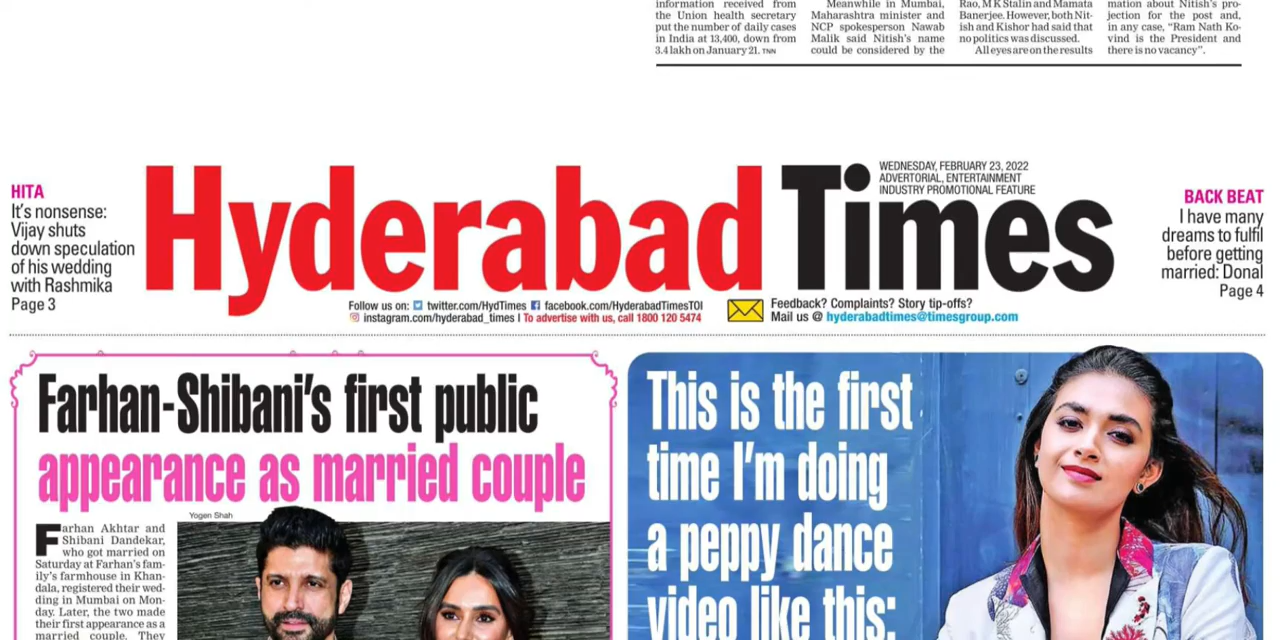 information received from
the Union health secretary
put the number of daily cases
in India at 13,400, down from
3.4 lakh on January 21. TNN
Meanwhile in Mumbai,
Maharashtra minister and
NCP spokesperson Nawab
Malik said Nitish's name
could be considered by the
Rao, M K Stalin and Mamata
Banerjee. However, both Nit-
ish and Kishor had said that
no politics was discussed.
All eyes are on the results
mation about Nitish's pro-
jection for the post and,
in any case, "Ram Nath Ko-
vind is the President and
there is no vacancy".
HITA
It's nonsense:
Vijay shuts
down speculation
of his wedding
with Rashmika
Page 3
Hyderabad Times
WEDNESDAY, FEBRUARY 23, 2022
ADVERTORIAL, ENTERTAINMENT
INDUSTRY PROMOTIONAL FEATURE
BACK BEAT
I have many
dreams to fulfil
before getting
married: Donal
Page 4
Follow us on: twitter.com/HydTimes facebook.com/HyderabadTimesTOI
instagram.com/hyderabad_times I To advertise with us, call 1800 120 5474
Feedback? Complaints? Story tip-offs?
Mail us @ hyderabadtimes@timesgroup.com
Farhan-Shibani's first public
appearance as married couple
Yogen Shah
Farhan Akhtar and
Shibani Dandekar,
who got married on
Saturday at Farhan's fam-
ily's farmhouse in Khan-
dala, registered their wed-
ding in Mumbai on Mon-
day. Later, the two made
their first appearance as a
married couple. They
This is the first
time I'm doing
a peppy dance
video like this: